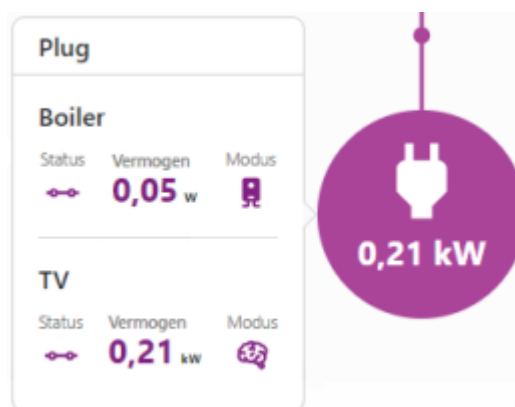 Plug
Boiler
Status Vermogen Modus
0,05 W
TV
Status Vermogen Modus
0,21 kW
0,21 kW